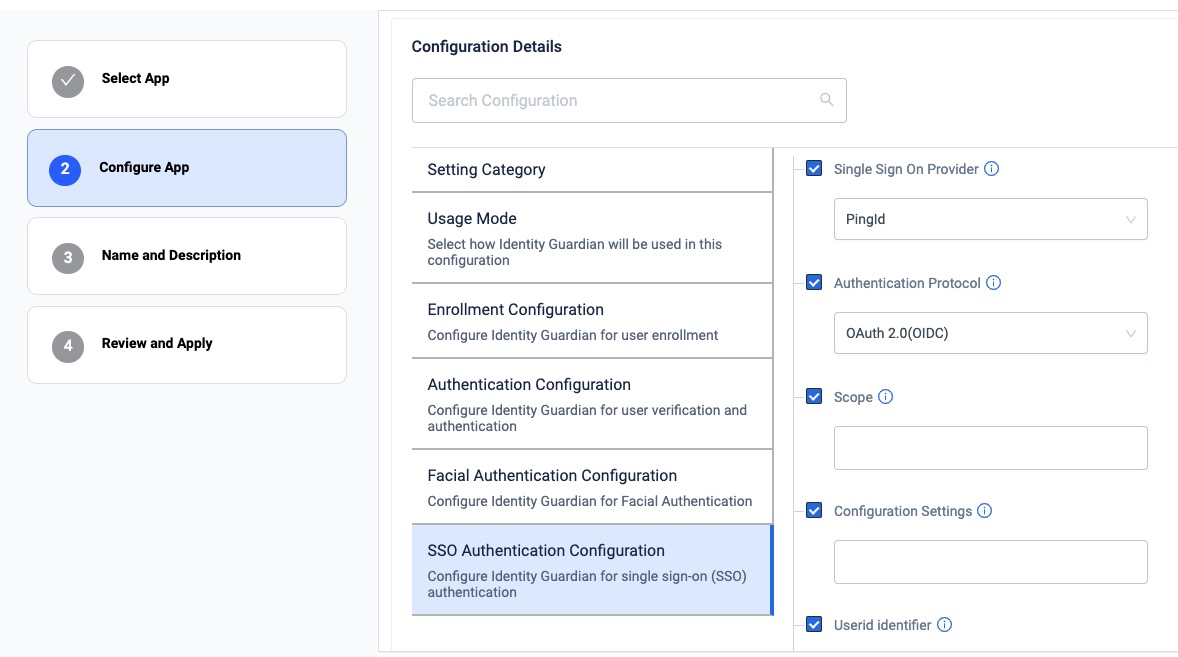 Select App
2
Configure App
3
Name and Description
4
Review and Apply
Configuration Details
Search Configuration
Setting Category
Usage Mode
Select how Identity Guardian will be used in this
configuration
Enrollment Configuration
Configure Identity Guardian for user enrollment
Authentication Configuration
Configure Identity Guardian for user verification and
authentication
Facial Authentication Configuration
Configure Identity Guardian for Facial Authentication
SSO Authentication Configuration
Configure Identity Guardian for single sign-on (SSO)
authentication
Single Sign On Provider
PingId
Authentication Protocol
OAuth 2.0(OIDC)
Scope
Configuration Settings
Userid identifier